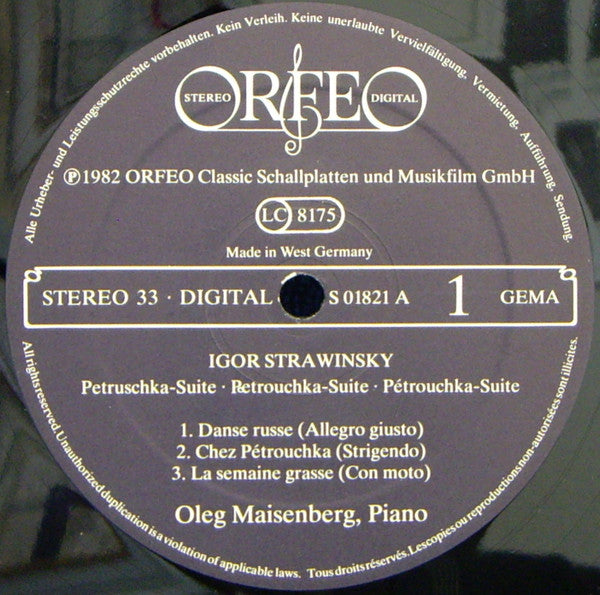 Alle Urheber- und Leistungsschutzrechte vorbehalten. Kein Verleih. Keine unerlaubte Vervielfältigung, Vermietung, Aufführung, Sendung.
STEREO ORFEO DIGITAL
Ⓟ1982 ORFEO Classic Schallplatten und Musikfilm GmbH
LC 8175
Made in West Germany
STEREO 33 · DIGITAL S 01821 A 1 GEMA
IGOR STRAWINSKY
Petruschka-Suite · Retrouchka-Suite · Pétrouchka-Suite
1. Danse russe (Allegro giusto)
2. Chez Pétrouchka (Strigendo)
3. La semaine grasse (Con moto)
Oleg Maisenberg, Piano
All rights reserved. Unauthorized duplication is a violation of applicable laws. Tous droits réservés. Les copies ou reproductions non-autorisées sont illicites.